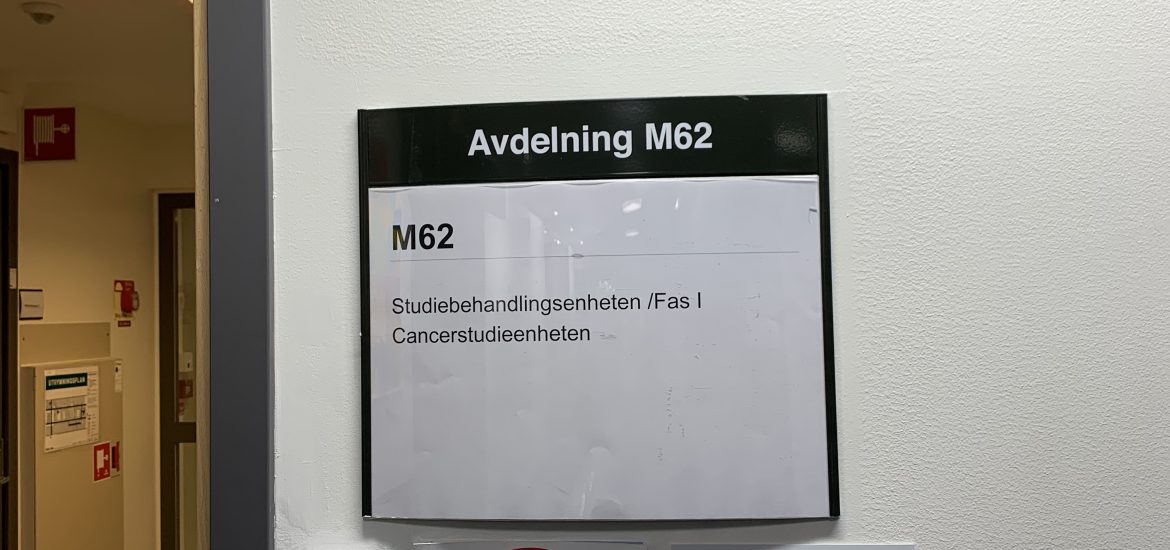 Avdelning M62
M62
Studiebehandlingsenheten /Fas I
Cancerstudieenheten
UTRYMNINGSPLAN